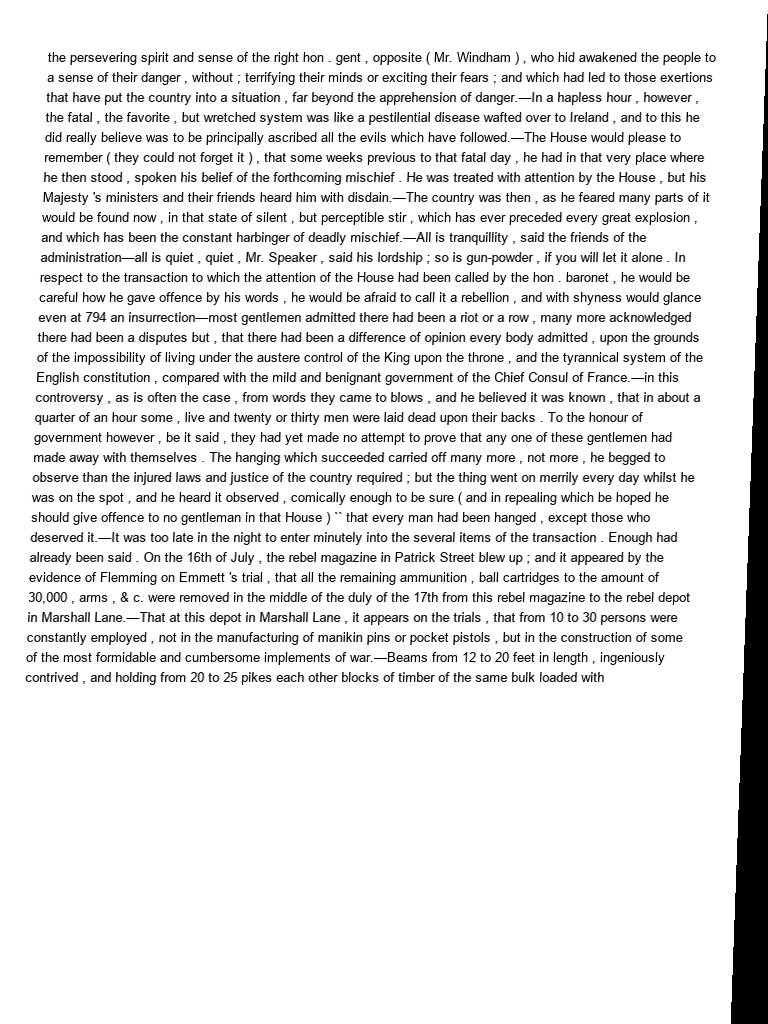 the persevering spirit and sense of the right hon . gent , opposite ( Mr. Windham ) , who hid awakened the people to
a sense of their danger , without ; terrifying their minds or exciting their fears ; and which had led to those exertions
that have put the country into a situation , far beyond the apprehension of danger.—In a hapless hour , however ,
the fatal , the favorite , but wretched system was like a pestilential disease wafted over to Ireland , and to this he
did really believe was to be principally ascribed all the evils which have followed.—The House would please to
remember ( they could not forget it ) , that some weeks previous to that fatal day , he had in that very place where
he then stood , spoken his belief of the forthcoming mischief . He was treated with attention by the House , but his
Majesty 's ministers and their friends heard him with disdain.—The country was then , as he feared many parts of it
would be found now , in that state of silent , but perceptible stir , which has ever preceded every great explosion ,
and which has been the constant harbinger of deadly mischief.—All is tranquillity , said the friends of the
administration—all is quiet , quiet , Mr. Speaker , said his lordship ; so is gun-powder , if you will let it alone . In
respect to the transaction to which the attention of the House had been called by the hon . baronet , he would be
careful how he gave offence by his words , he would be afraid to call it a rebellion , and with shyness would glance
even at 794 an insurrection—most gentlemen admitted there had been a riot or a row , many more acknowledged
there had been a disputes but , that there had been a difference of opinion every body admitted , upon the grounds
of the impossibility of living under the austere control of the King upon the throne , and the tyrannical system of the
English constitution , compared with the mild and benignant government of the Chief Consul of France.—in this
controversy , as is often the case , from words they came to blows , and he believed it was known , that in about a
quarter of an hour some , live and twenty or thirty men were laid dead upon their backs . To the honour of
government however , be it said , they had yet made no attempt to prove that any one of these gentlemen had
made away with themselves . The hanging which succeeded carried off many more , not more , he begged to
observe than the injured laws and justice of the country required ; but the thing went on merrily every day whilst he
was on the spot , and he heard it observed , comically enough to be sure ( and in repealing which be hoped he
should give offence to no gentleman in that House ) `` that every man had been hanged , except those who
deserved it.—It was too late in the night to enter minutely into the several items of the transaction . Enough had
already been said . On the 16th of July , the rebel magazine in Patrick Street blew up ; and it appeared by the
evidence of Flemming on Emmett 's trial , that all the remaining ammunition , ball cartridges to the amount of
30,000 , arms , & c. were removed in the middle of the duly of the 17th from this rebel magazine to the rebel depot
in Marshall Lane.—That at this depot in Marshall Lane , it appears on the trials , that from 10 to 30 persons were
constantly employed , not in the manufacturing of manikin pins or pocket pistols , but in the construction of some
of the most formidable and cumbersome implements of war.—Beams from 12 to 20 feet in length , ingeniously
contrived , and holding from 20 to 25 pikes each other blocks of timber of the same bulk loaded with